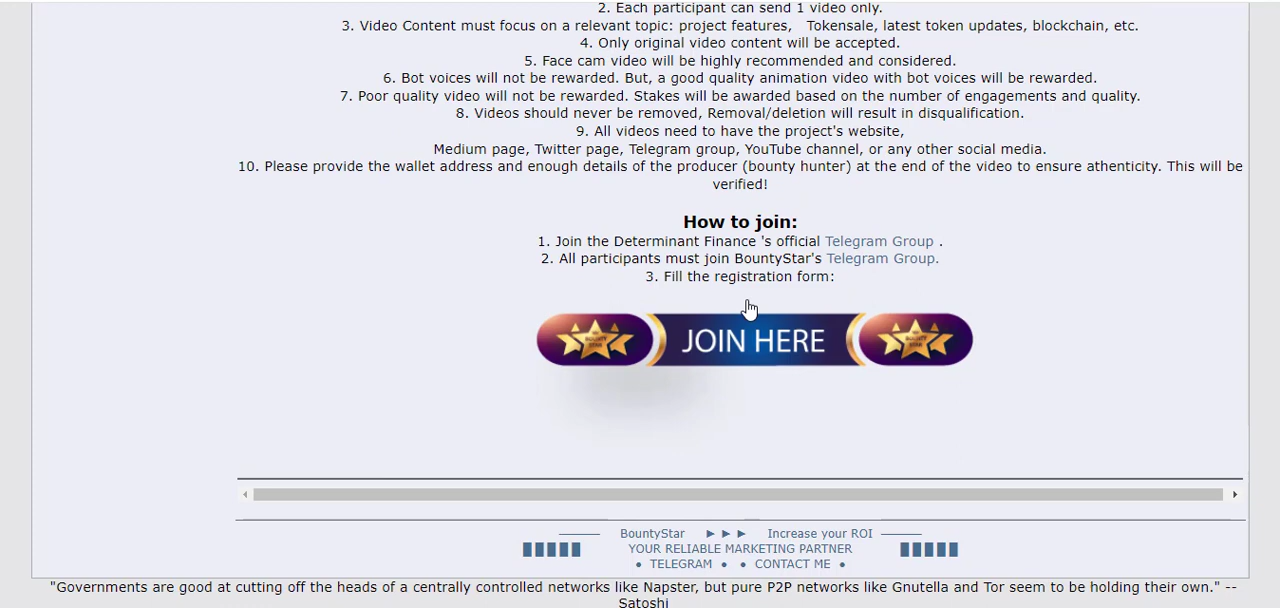 2. Each participant can send 1 video only.
3. Video Content must focus on a relevant topic: project features, Tokensale, latest token updates, blockchain, etc.
4. Only original video content will be accepted.
5. Face cam video will be highly recommended and considered.
6. Bot voices will not be rewarded. But, a good quality animation video with bot voices will be rewarded.
7. Poor quality video will not be rewarded. Stakes will be awarded based on the number of engagements and quality.
8. Videos should never be removed, Removal/deletion will result in disqualification.
9. All videos need to have the project's website,
Medium page, Twitter page, Telegram group, YouTube channel, or any other social media.
10. Please provide the wallet address and enough details of the producer (bounty hunter) at the end of the video to ensure athenticity. This will be
verified!
How to join:
1. Join the Determinant Finance 's official Telegram Group .
2. All participants must join BountyStar's Telegram Group.
3. Fill the registration form:
BOUNTY STAR JOIN HERE BOUNTY STAR
BountyStar ► ► ► Increase your ROI
YOUR RELIABLE MARKETING PARTNER
• TELEGRAM • • CONTACT ME •
"Governments are good at cutting off the heads of a centrally controlled networks like Napster, but pure P2P networks like Gnutella and Tor seem to be holding their own." --
Satoshi